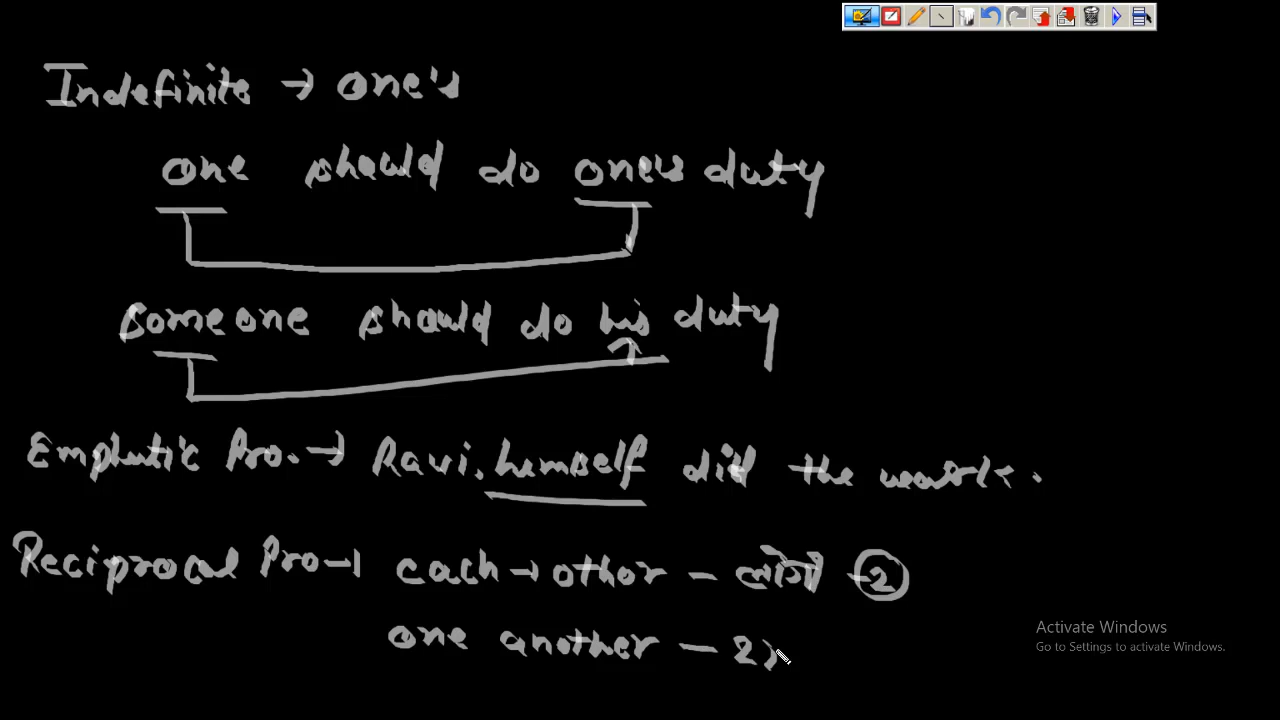 Indefinite → one's
one should do one's duty
someone should do his duty
Emphatic Pro. → Ravi himself did the work.
Reciprocal Pro → each → other - 2
one another - 2
Activate Windows
Go to Settings to activate Windows.